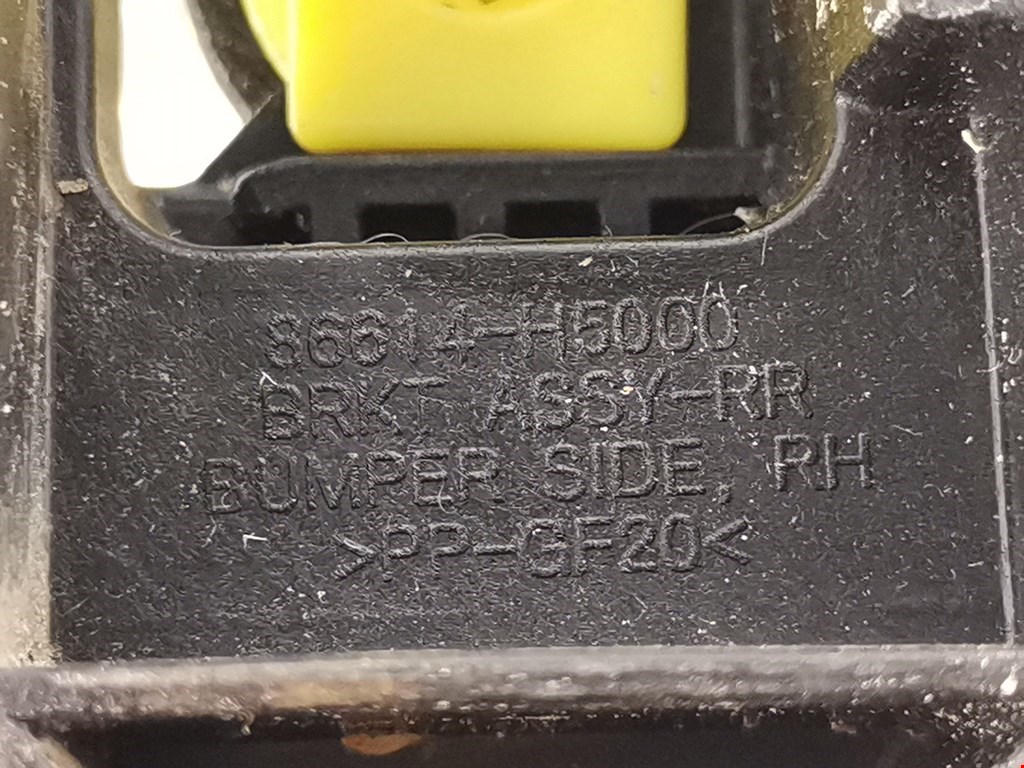 86614-H5000
BRKT ASSY-RR
BUMPER SIDE, RH
>PP-GF20<